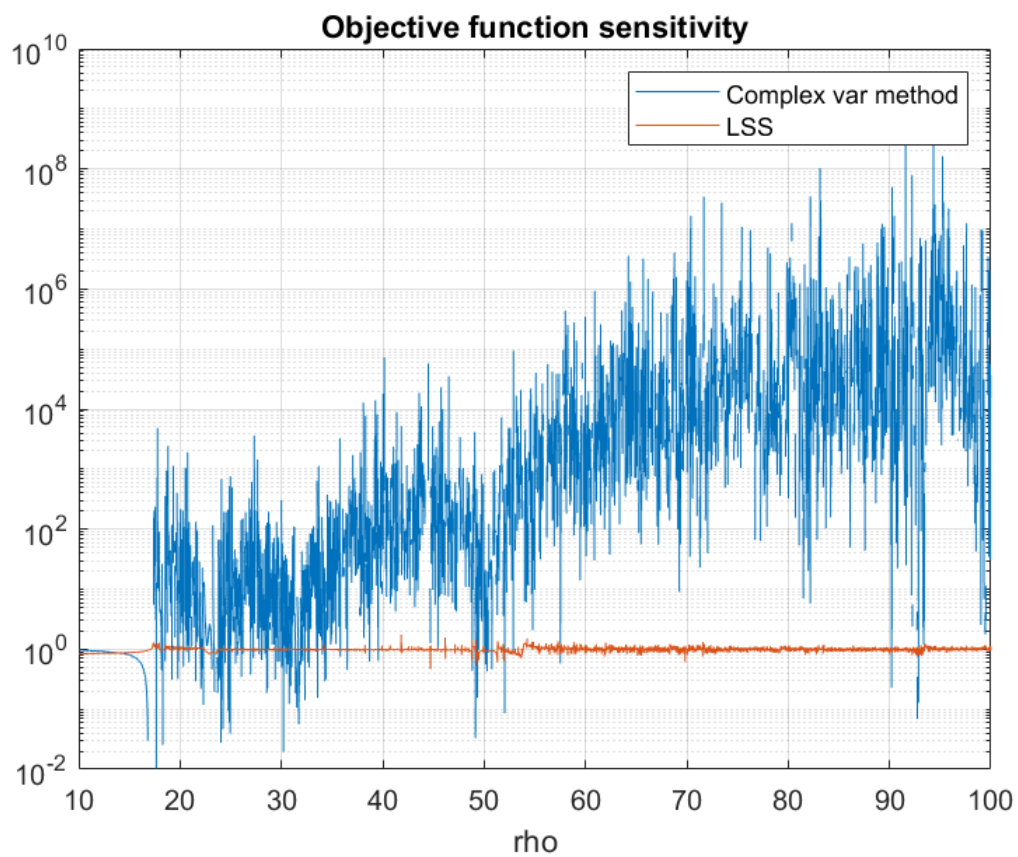 Objective function sensitivity
10^10
10^8
10^6
10^4
10^2
10^0
10^-2
Complex var method
LSS
10 20 30 40 50 60 70 80 90 100
rho